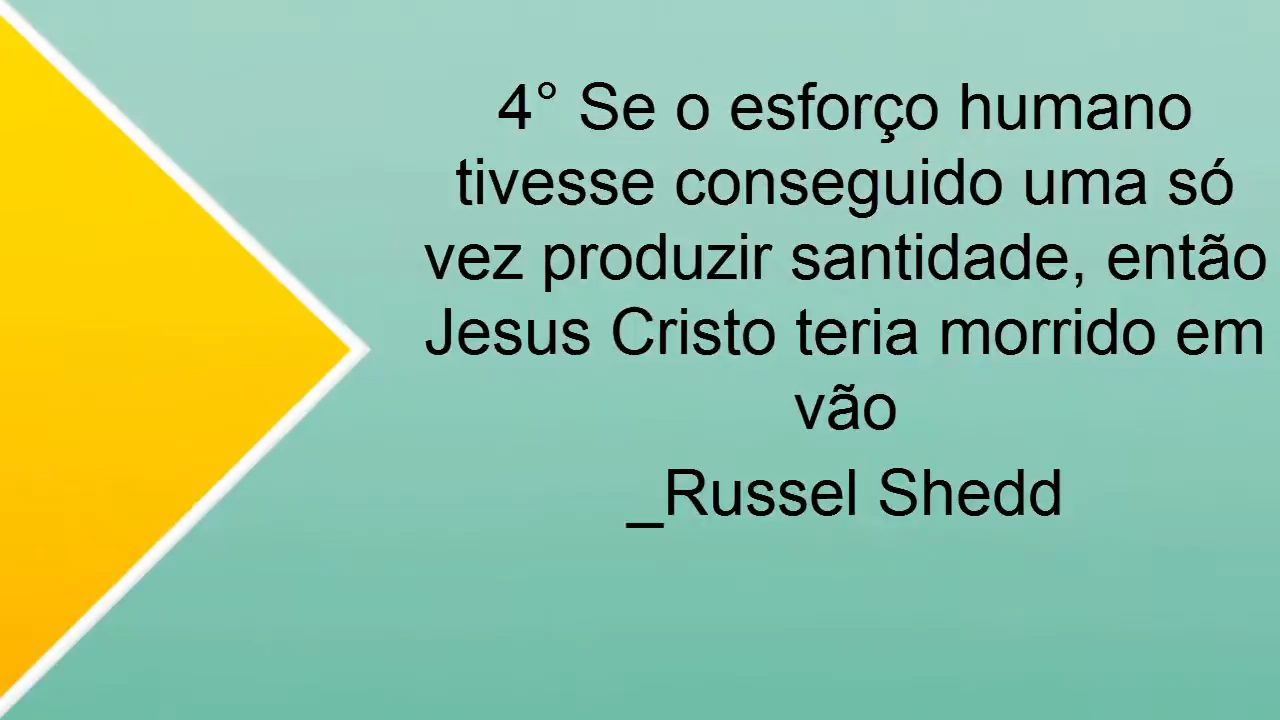 4° Se o esforço humano
tivesse conseguido uma só
vez produzir santidade, então
Jesus Cristo teria morrido em
vão
_Russel Shedd